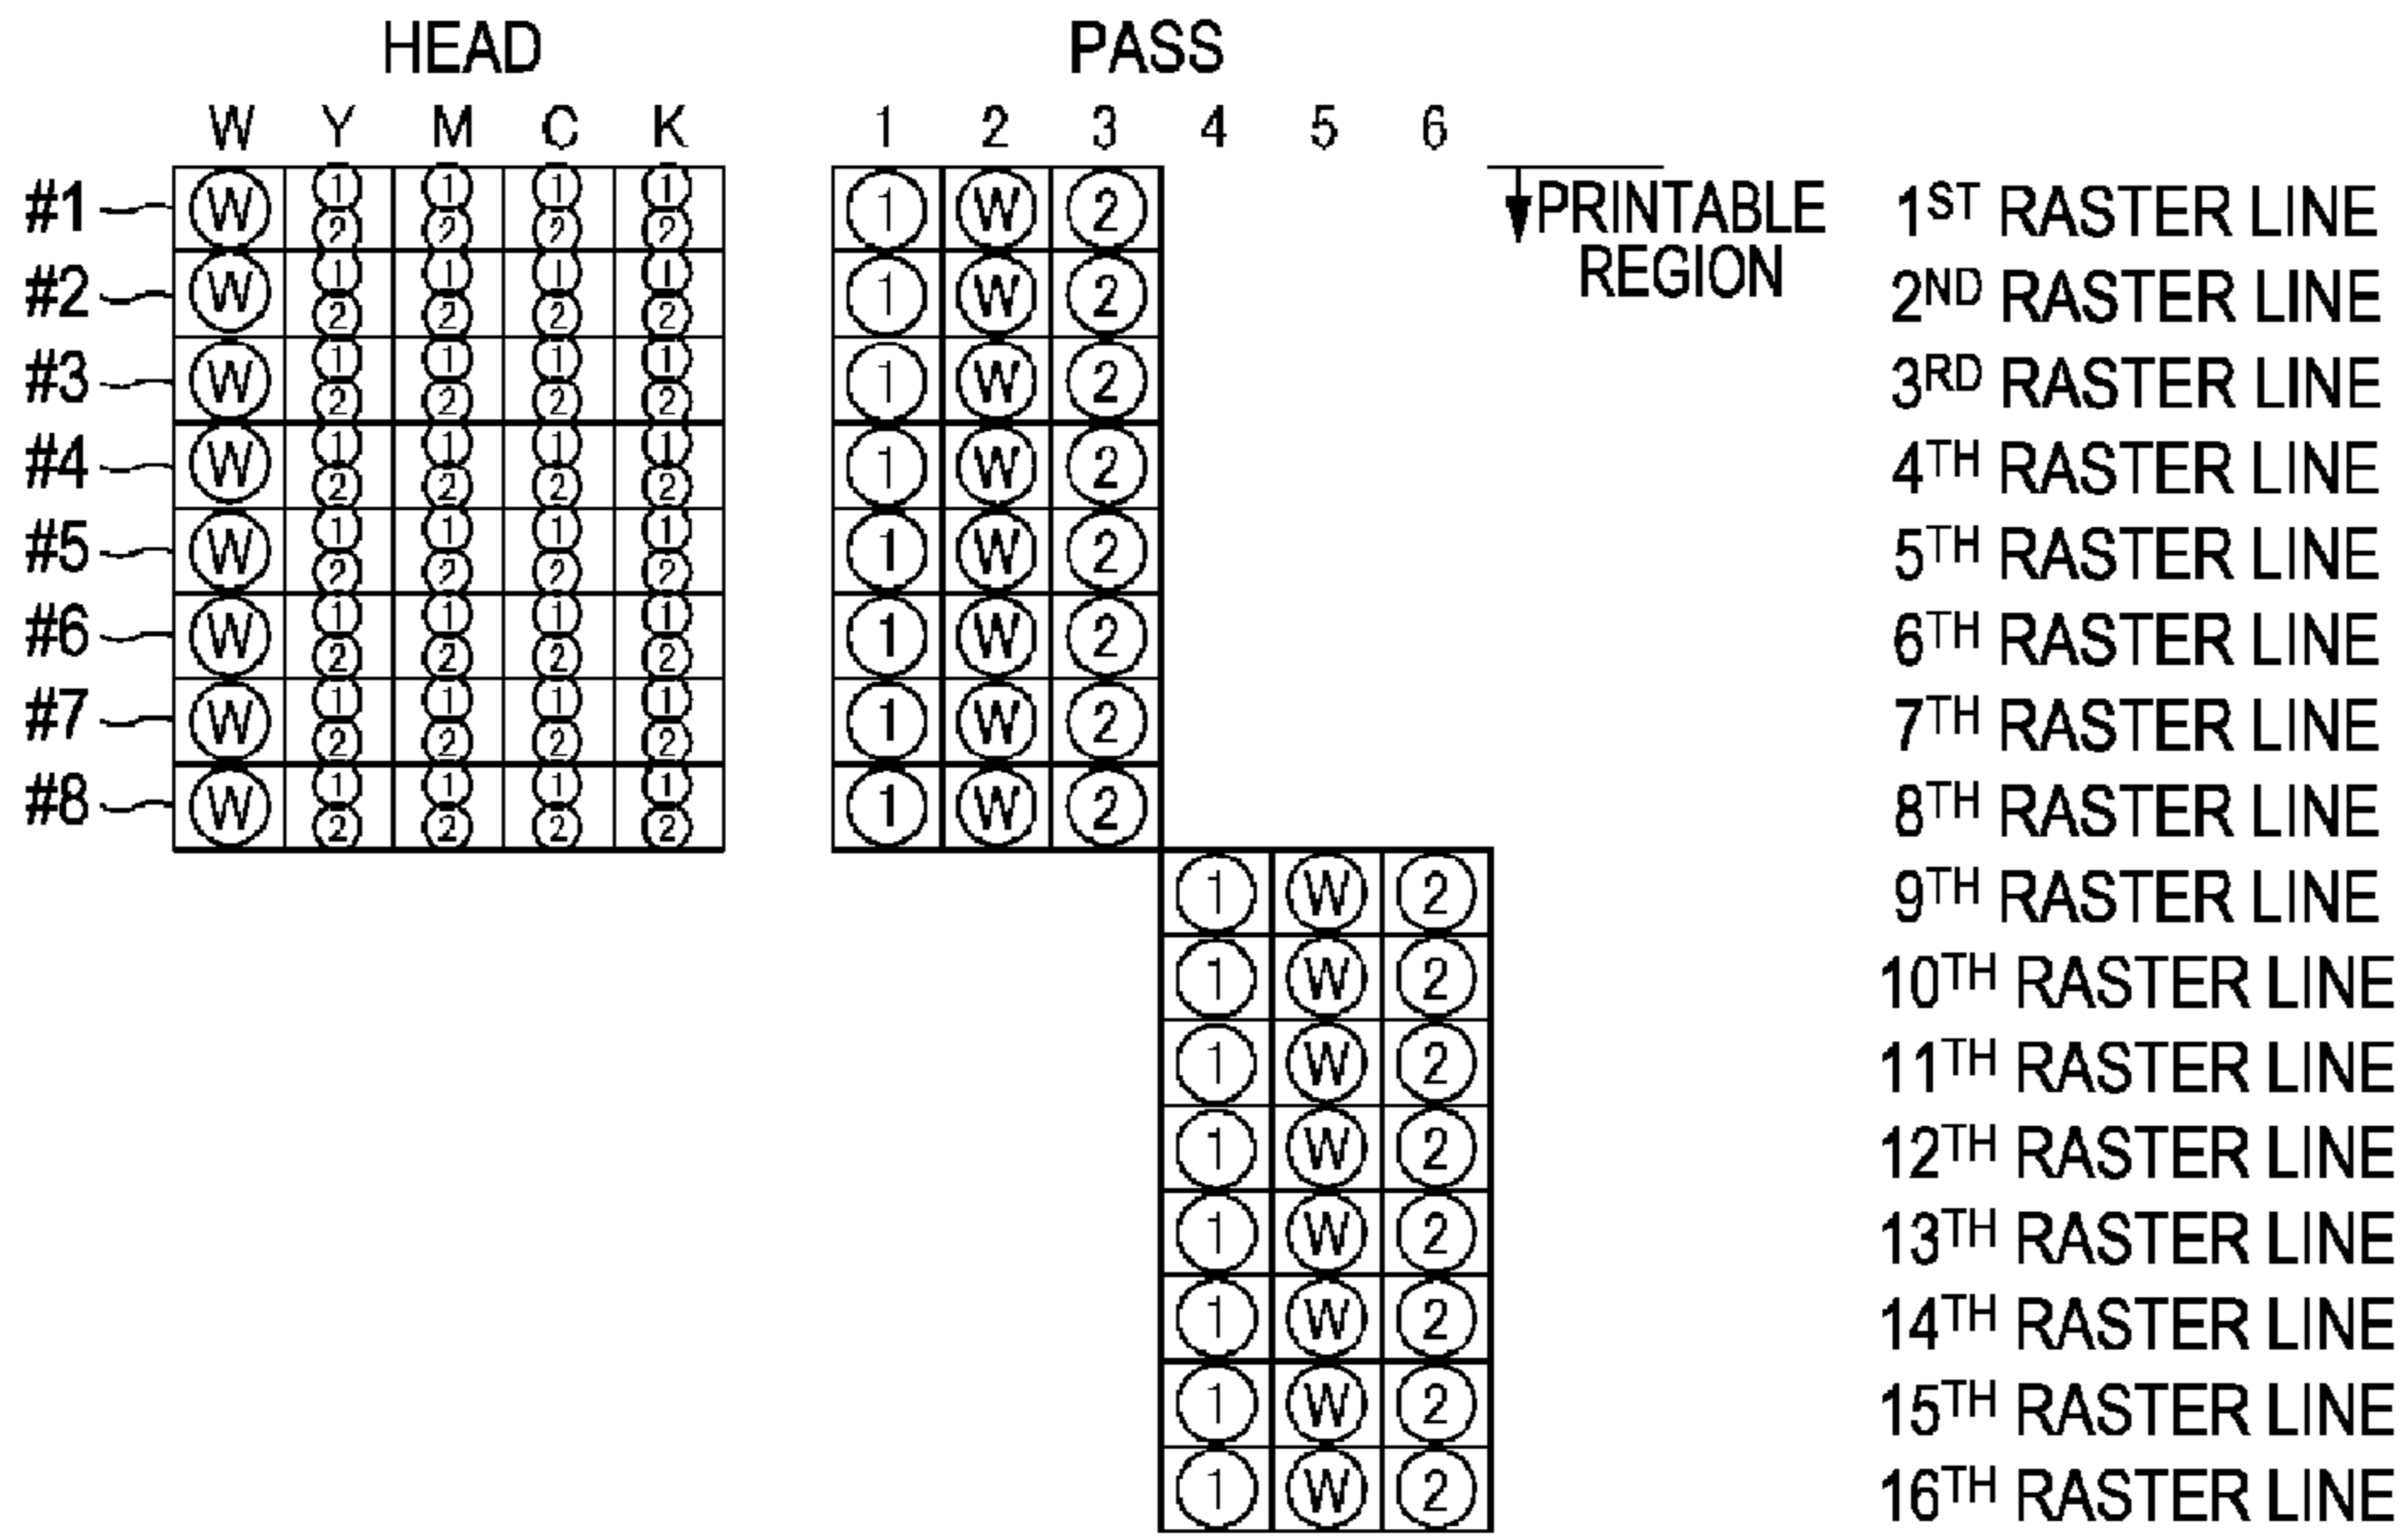 HEAD PASS
W Y M C K 1 2 3 4 5 6
#1 W 1 1 1 1 1 W 2 PRINTABLE 1ST RASTER LINE
2 2 2 2 REGION
#2 W 1 1 1 1 1 W 2 2ND RASTER LINE
2 2 2 2
#3 W 1 1 1 1 1 W 2 3RD RASTER LINE
2 2 2 2
#4 W 1 1 1 1 1 W 2 4TH RASTER LINE
2 2 2 2
#5 W 1 1 1 1 1 W 2 5TH RASTER LINE
2 2 2 2
#6 W 1 1 1 1 1 W 2 6TH RASTER LINE
2 2 2 2
#7 W 1 1 1 1 1 W 2 7TH RASTER LINE
2 2 2 2
#8 W 1 1 1 1 1 W 2 8TH RASTER LINE
2 2 2 2
1 W 2 9TH RASTER LINE
1 W 2 10TH RASTER LINE
1 W 2 11TH RASTER LINE
1 W 2 12TH RASTER LINE
1 W 2 13TH RASTER LINE
1 W 2 14TH RASTER LINE
1 W 2 15TH RASTER LINE
1 W 2 16TH RASTER LINE